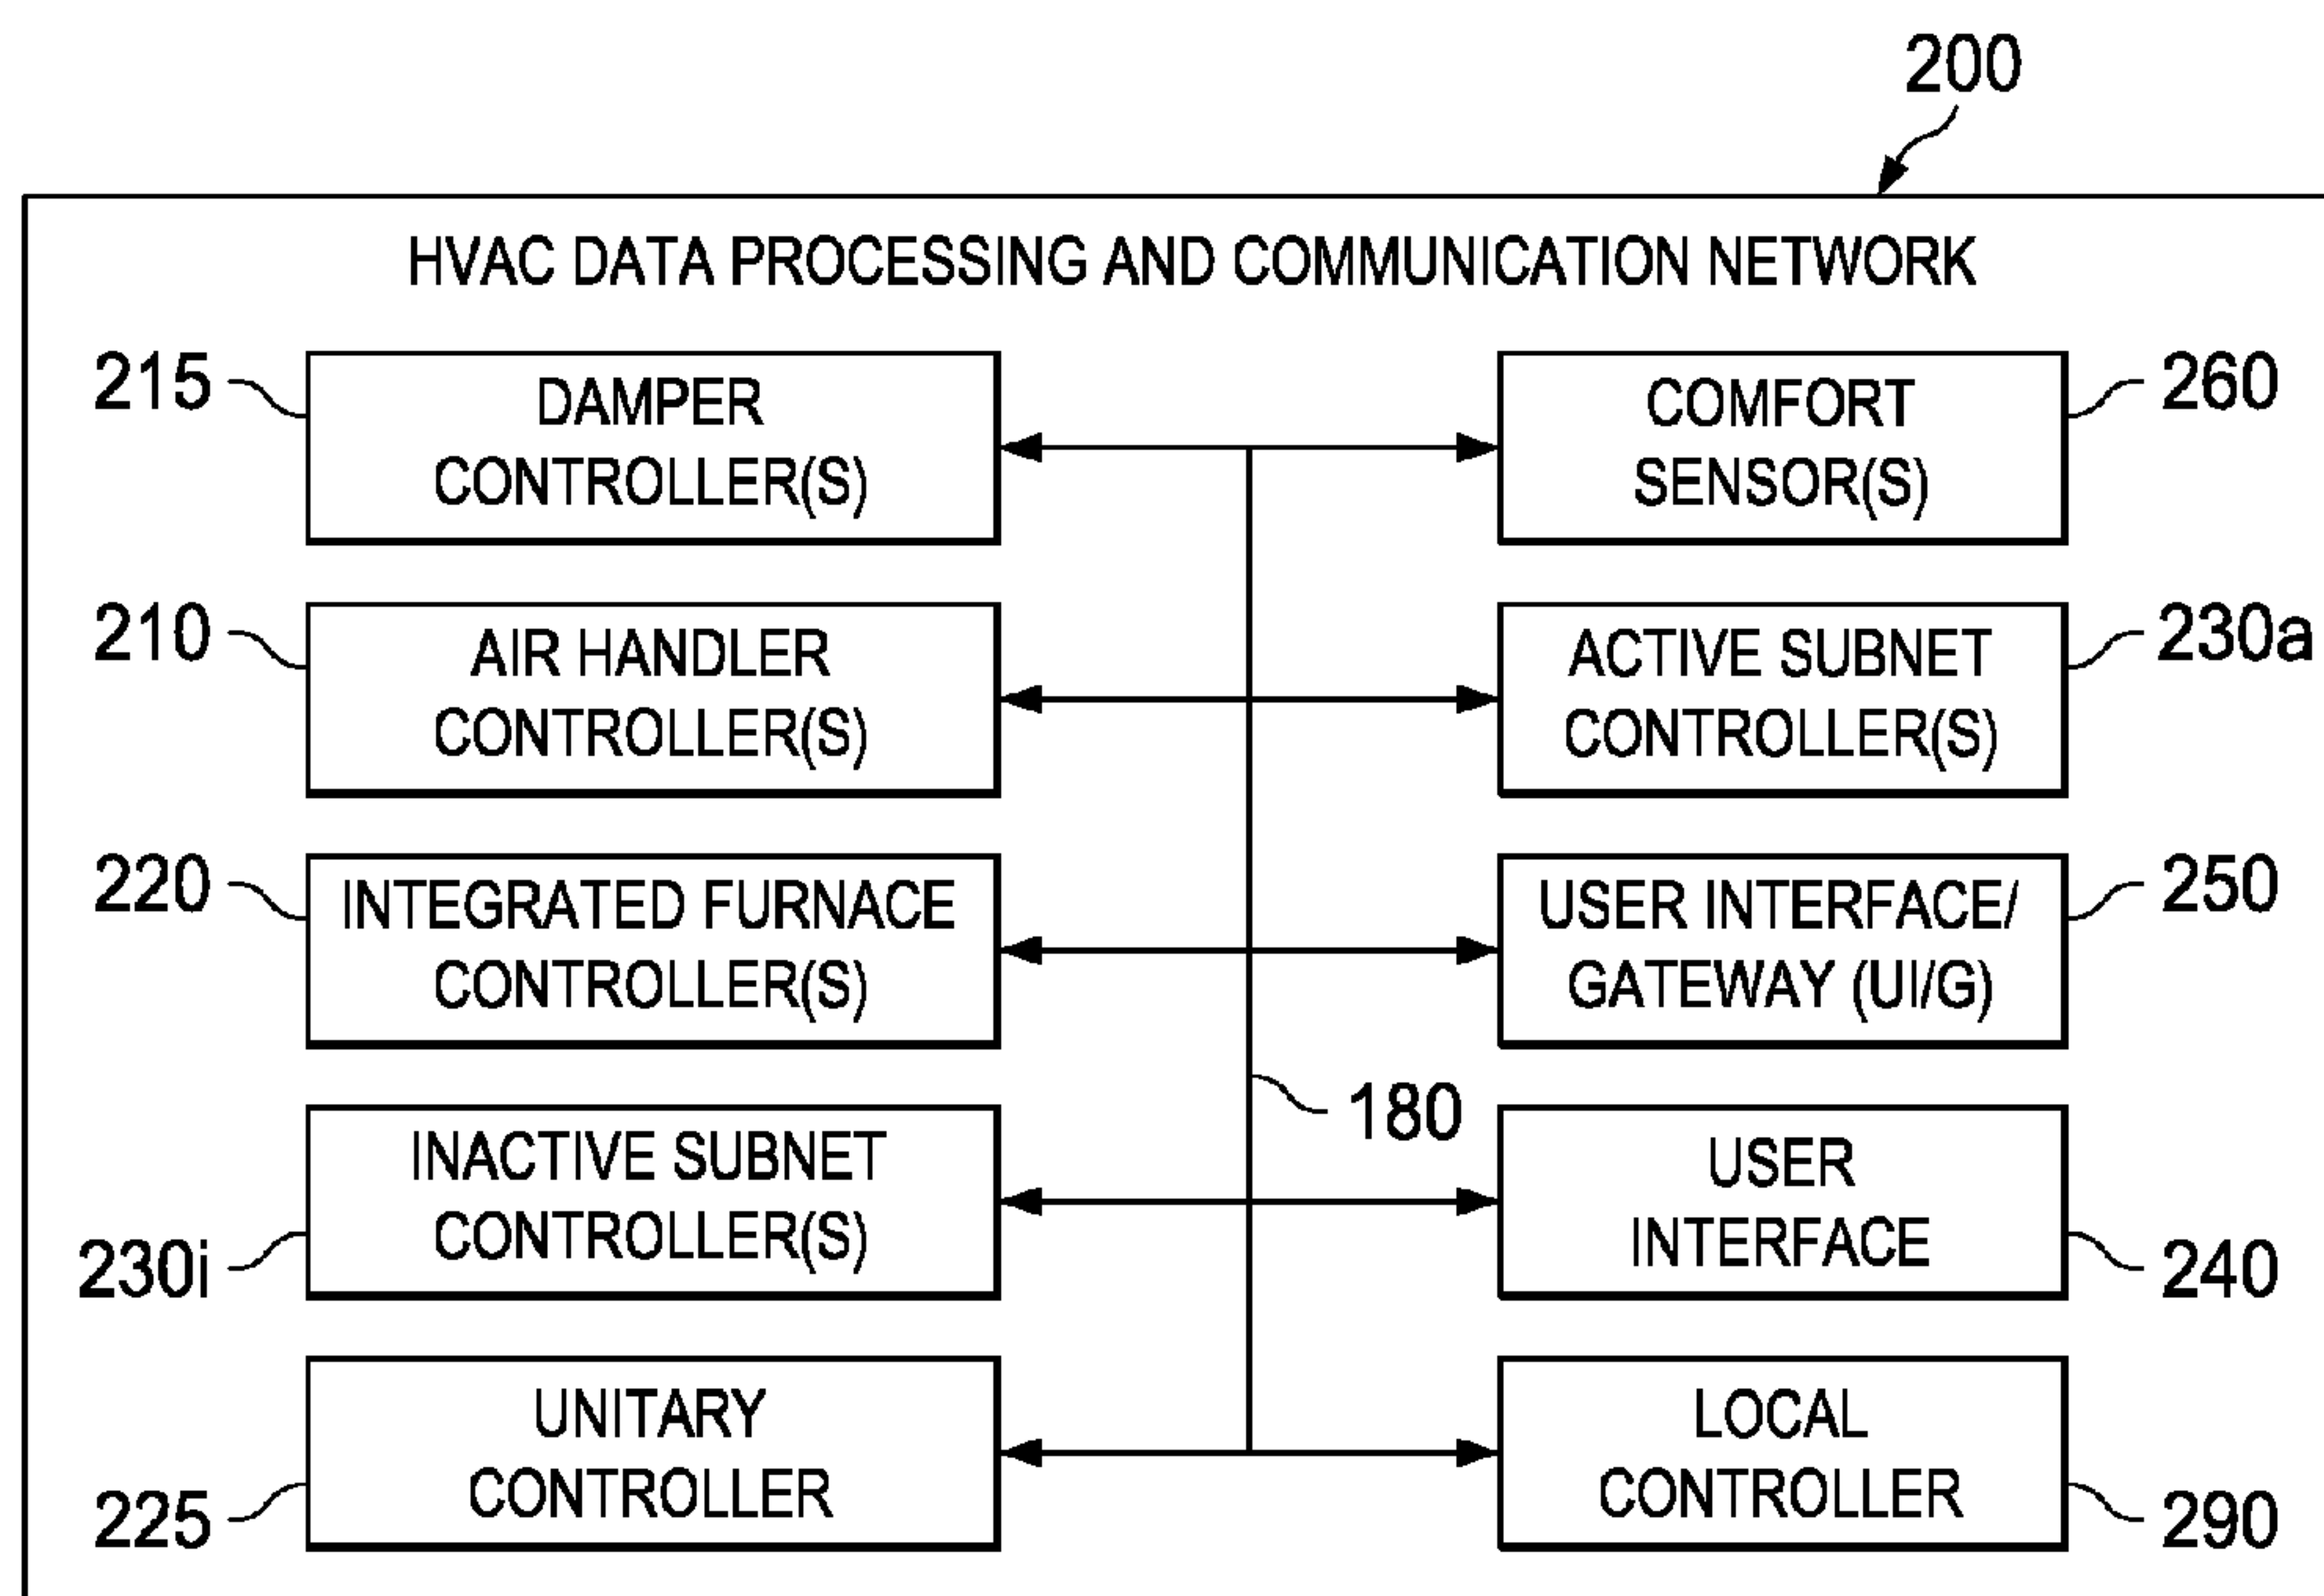 200
HVAC DATA PROCESSING AND COMMUNICATION NETWORK
215
DAMPER
CONTROLLER(S)
COMFORT
SENSOR(S)
260
210
AIR HANDLER
CONTROLLER(S)
ACTIVE SUBNET
CONTROLLER(S)
230a
220
INTEGRATED FURNACE
CONTROLLER(S)
USER INTERFACE/
GATEWAY (UI/G)
250
180
INACTIVE SUBNET
CONTROLLER(S)
230i
USER
INTERFACE
240
UNITARY
CONTROLLER
225
LOCAL
CONTROLLER
290